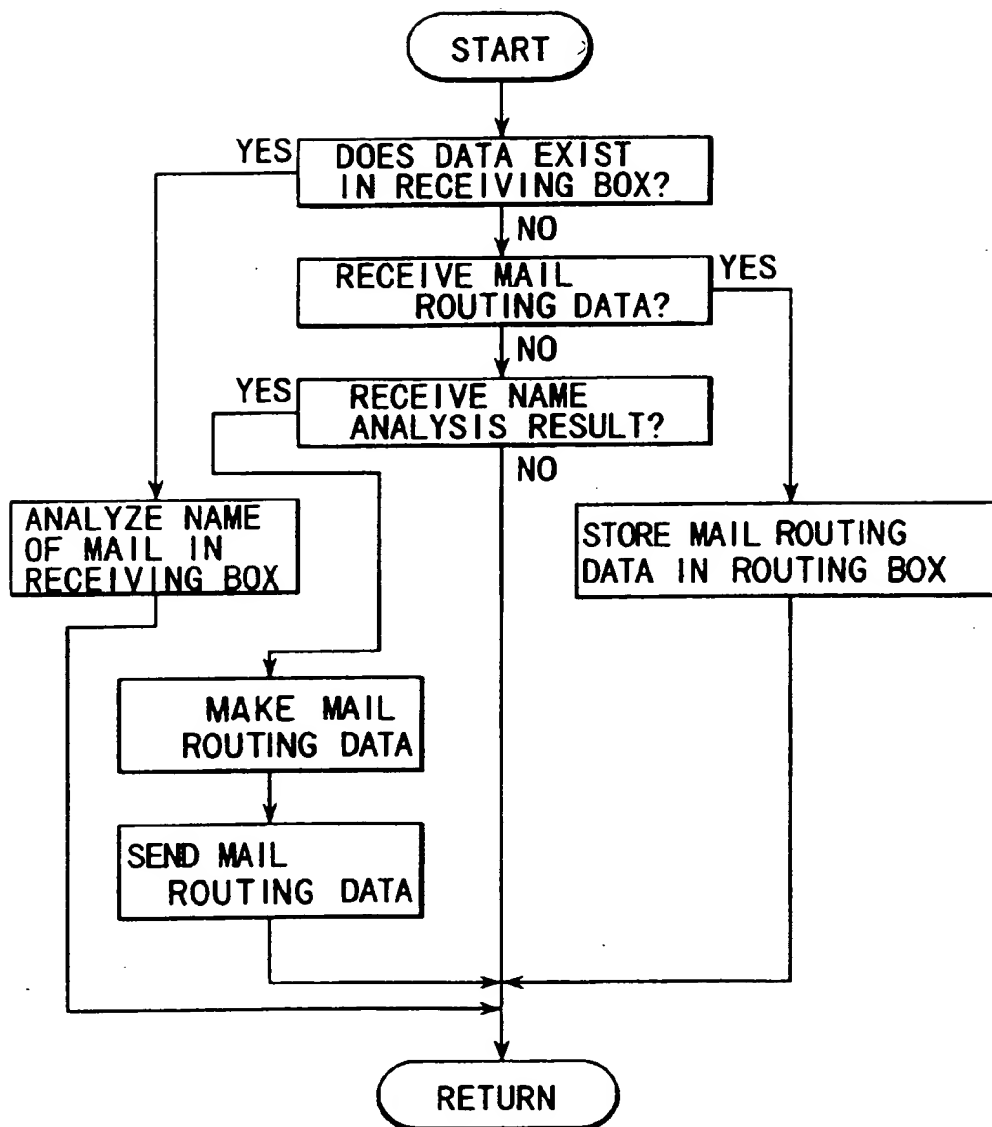 START
YES
DOES DATA EXIST
IN RECEIVING BOX?
NO
RECEIVE MAIL
ROUTING DATA?
YES
NO
YES
RECEIVE NAME
ANALYSIS RESULT?
NO
ANALYZE NAME
OF MAIL IN
RECEIVING BOX
STORE MAIL ROUTING
DATA IN ROUTING BOX
MAKE MAIL
ROUTING DATA
SEND MAIL
ROUTING DATA
RETURN